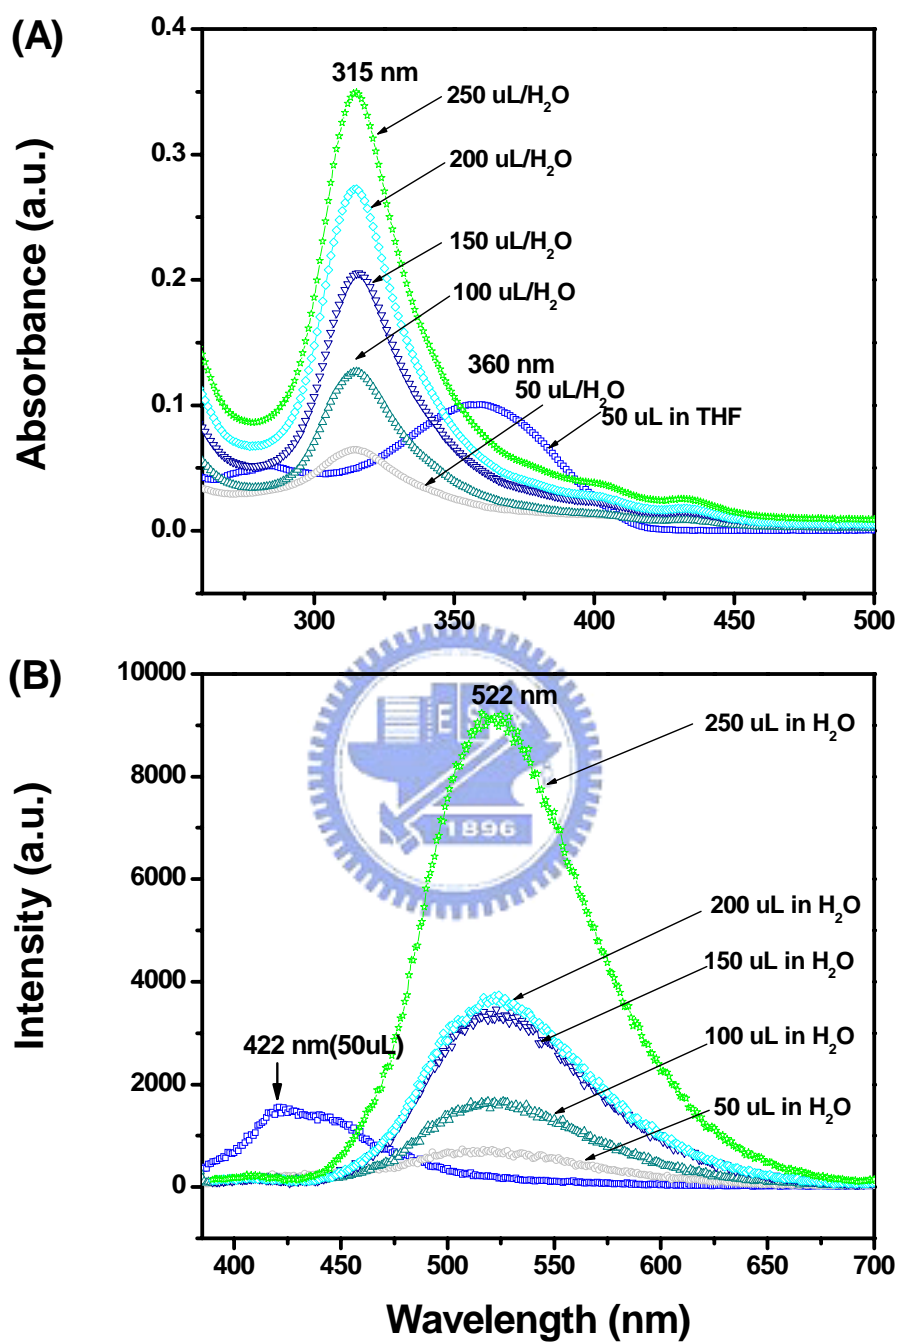 (A)
Absorbance (a.u.)
0.4
0.3
0.2
0.1
0.0
315 nm
250 uL/H2O
200 uL/H2O
150 uL/H2O
100 uL/H2O
360 nm
50 uL/H2O
50 uL in THF
300
350
400
450
500
(B)
Intensity (a.u.)
10000
8000
6000
4000
2000
0
522 nm
250 uL in H2O
1896
200 uL in H2O
150 uL in H2O
422 nm(50uL)
100 uL in H2O
50 uL in H2O
400
450
500
550
600
650
700
Wavelength (nm)